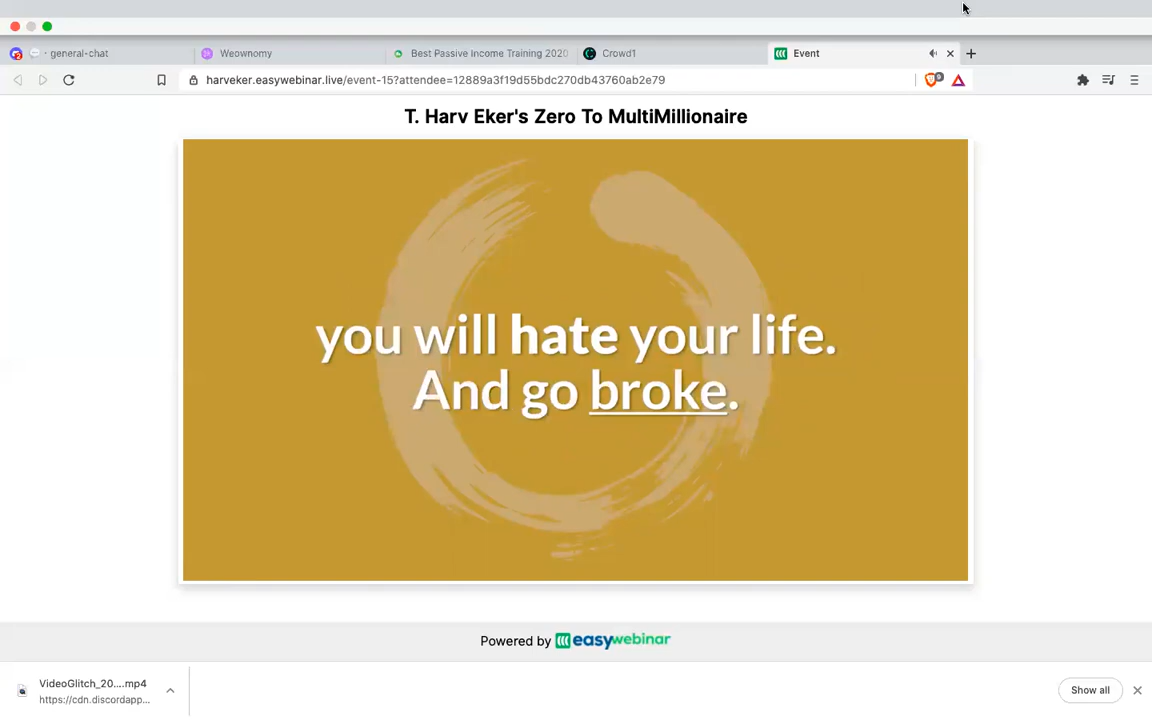 general-chat
Weownomy
Best Passive Income Training 2020
Crowd1
Event
harveker.easywebinar.live/event-15?attendee=12889a3f19d55bdc270db43760ab2e79
T. Harv Eker's Zero To MultiMillionaire
you will hate your life.
And go broke.
Powered by easywebinar
VideoGlitch_20....mp4
https://cdn.discordapp...
Show all